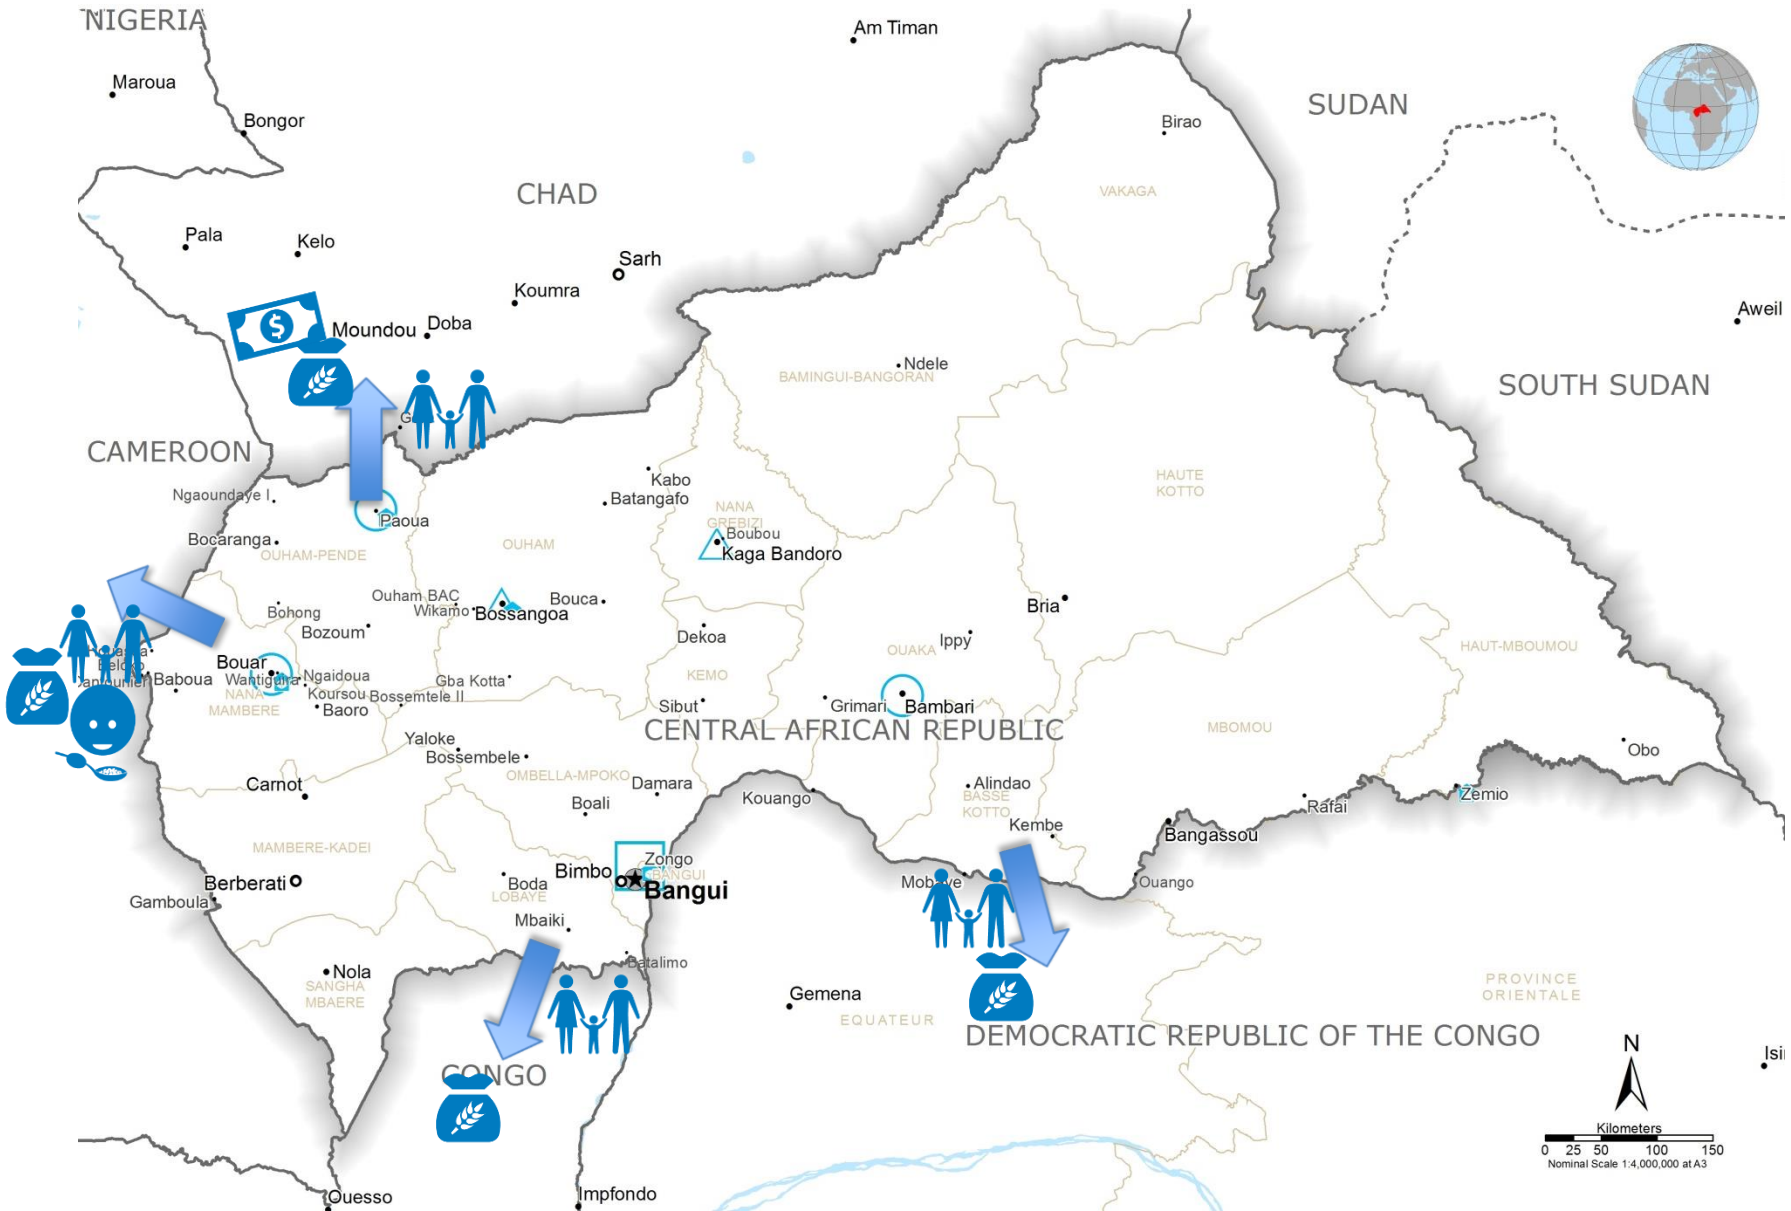 NIGERIA
Am Timan
Maroua
SUDAN
Bongor
Birao
CHAD
VAKAGA
Pala
Kelo
Sarh
Koumra
Aweil
$
Moundou
Doba
Ndele
BAMINGUI-BANGORAN
SOUTH SUDAN
CAMEROON
Kabo
HAUTE
KOTTO
Ngaoundaye I
Batangafo
NANA
GREBIZI
Paoua
Boubou
Bocaranga
OUHAM-PENDE
OUHAM
Kaga Bandoro
Ouham BAC
Wikamo
Bossangoa
Bouca
Bria
Bohong
Bozoum
Dekoa
Ippy
OUAKA
HAUT-MBOUMOU
Bouar
Wantiguira
Ngaidoua
Gba Kotta
KEMO
Baboua
NANA
MAMBERE
Koursou
Bossemtele II
Baoro
Sibut
Grimari
Bambari
MBOMOU
CENTRAL AFRICAN REPUBLIC
Yaloke
Bossembele
Obo
OMBELLA-MPOKO
Damara
Carnot
Kouango
Alindao
BASSE
KOTTO
Zemio
Rafai
Boali
Kembe
Bangassou
MAMBERE-KADEI
Zongo
BANGUI
Bimbo
Bangui
Berberati
Boda
LOBAYE
Mobaye
Ouango
Gamboula
Mbaiki
Batalimo
Nola
SANGHA
MBAERE
Gemena
EQUATEUR
PROVINCE
ORIENTALE
DEMOCRATIC REPUBLIC OF THE CONGO
CONGO
N
Kilometers
0 25 50 100 150
Nominal Scale 1:4,000,000 at A3
Ouesso
Impfondo